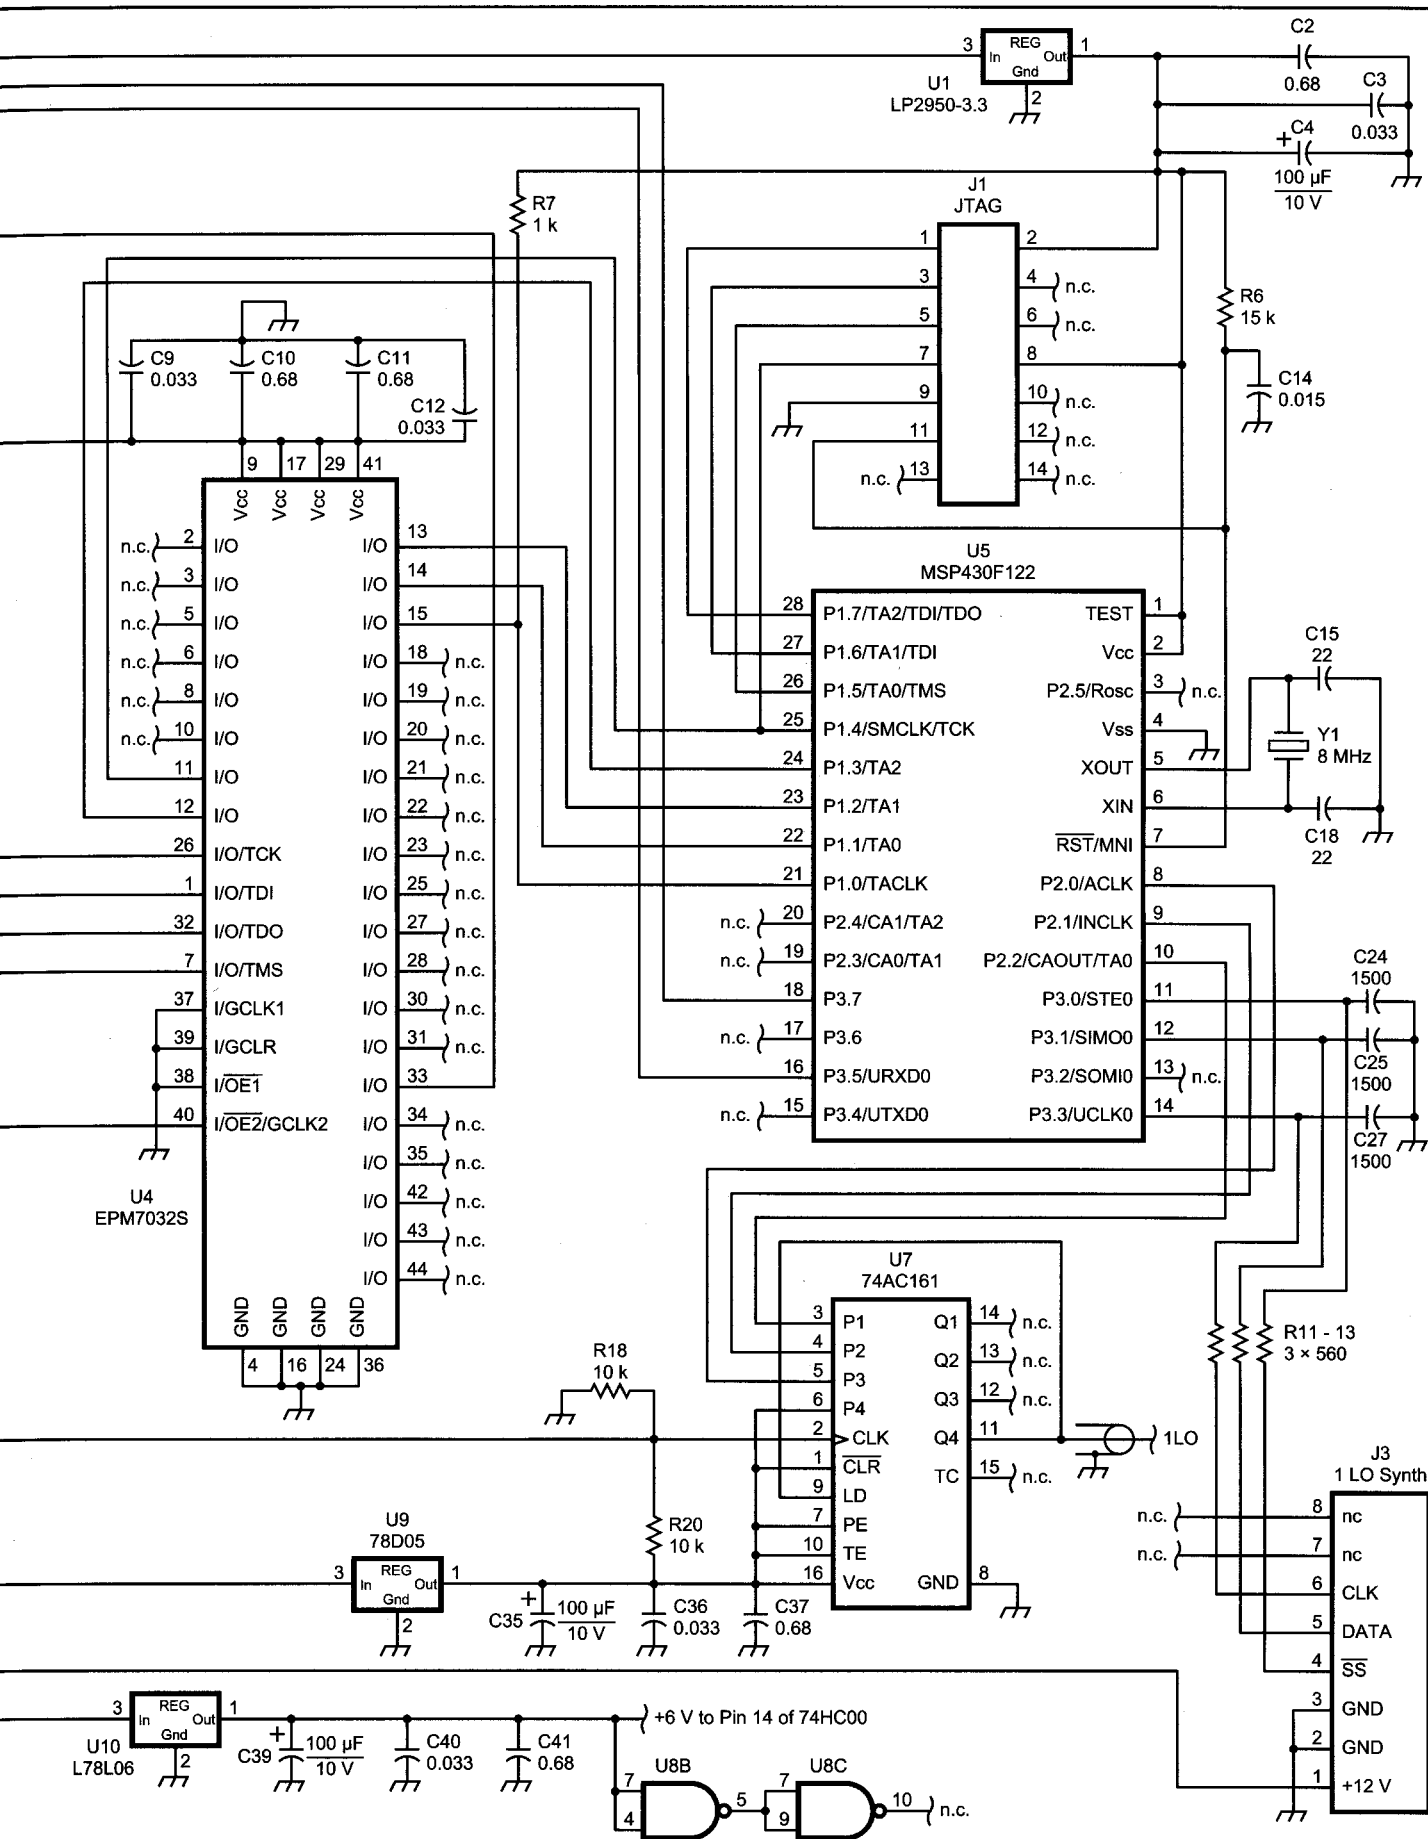 C2
0.68
C3
0.033
+ C4
100 µF
10 V
3 REG 1
In Out
Gnd
2
U1
LP2950-3.3
R7
1 k
J1
JTAG
1 2
3 4 n.c.
5 6 n.c.
7 8
9 10 n.c.
11 12 n.c.
n.c. 13 14 n.c.
R6
15 k
C14
0.015
C9
0.033
C10
0.68
C11
0.68
C12
0.033
9 17 29 41
Vcc Vcc Vcc Vcc
n.c. 2 I/O I/O 13
n.c. 3 I/O I/O 14
n.c. 5 I/O I/O 15
n.c. 6 I/O I/O 18 n.c.
n.c. 8 I/O I/O 19 n.c.
n.c. 10 I/O I/O 20 n.c.
11 I/O I/O 21 n.c.
12 I/O I/O 22 n.c.
26 I/O/TCK I/O 23 n.c.
1 I/O/TDI I/O 25 n.c.
32 I/O/TDO I/O 27 n.c.
7 I/O/TMS I/O 28 n.c.
37 I/GCLK1 I/O 30 n.c.
39 I/GCLR I/O 31 n.c.
38 I/OE1 I/O 33
40 I/OE2/GCLK2 I/O 34 n.c.
I/O 35 n.c.
I/O 42 n.c.
I/O 43 n.c.
I/O 44 n.c.
GND GND GND GND
4 16 24 36
U4
EPM7032S
U5
MSP430F122
28 P1.7/TA2/TDI/TDO TEST 1
27 P1.6/TA1/TDI Vcc 2
26 P1.5/TA0/TMS P2.5/Rosc 3 n.c.
25 P1.4/SMCLK/TCK Vss 4
24 P1.3/TA2 XOUT 5
23 P1.2/TA1 XIN 6
22 P1.1/TA0 RST/MNI 7
21 P1.0/TACLK P2.0/ACLK 8
n.c. 20 P2.4/CA1/TA2 P2.1/INCLK 9
n.c. 19 P2.3/CA0/TA1 P2.2/CAOUT/TA0 10
18 P3.7 P3.0/STE0 11
n.c. 17 P3.6 P3.1/SIMO0 12
16 P3.5/URXD0 P3.2/SOMI0 13 n.c.
n.c. 15 P3.4/UTXD0 P3.3/UCLK0 14
C15
22
Y1
8 MHz
C18
22
C24
1500
C25
1500
C27
1500
U7
74AC161
3 P1 Q1 14 n.c.
4 P2 Q2 13 n.c.
5 P3 Q3 12 n.c.
6 P4
2 CLK Q4 11 1LO
1 CLR TC 15 n.c.
9 LD
7 PE
10 TE
16 Vcc GND 8
R11 - 13
3 × 560
R18
10 k
R20
10 k
U9
78D05
3 REG 1
In Out
Gnd
2
+
C35 100 µF
10 V
C36
0.033
C37
0.68
J3
1 LO Synth
n.c. 8 nc
n.c. 7 nc
6 CLK
5 DATA
4 SS
3 GND
2 GND
1 +12 V
3 REG 1
In Out
Gnd
2
U10
L78L06
+
C39 100 µF
10 V
C40
0.033
C41
0.68
+6 V to Pin 14 of 74HC00
U8B U8C
7 5 7 10 n.c.
4 9